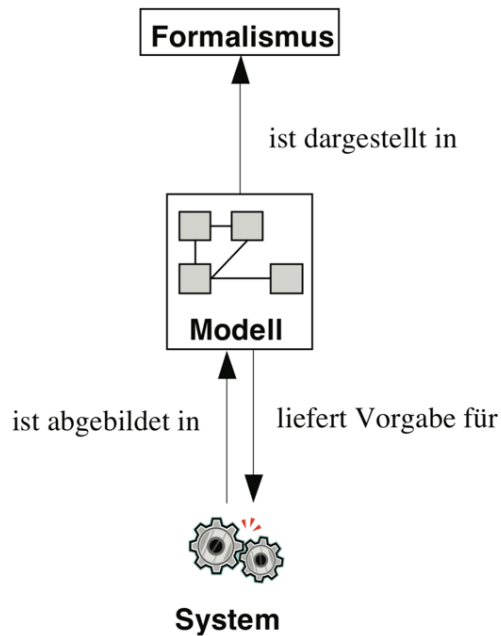 Formalismus
ist dargestellt in
Modell
ist abgebildet in
liefert Vorgabe für
System